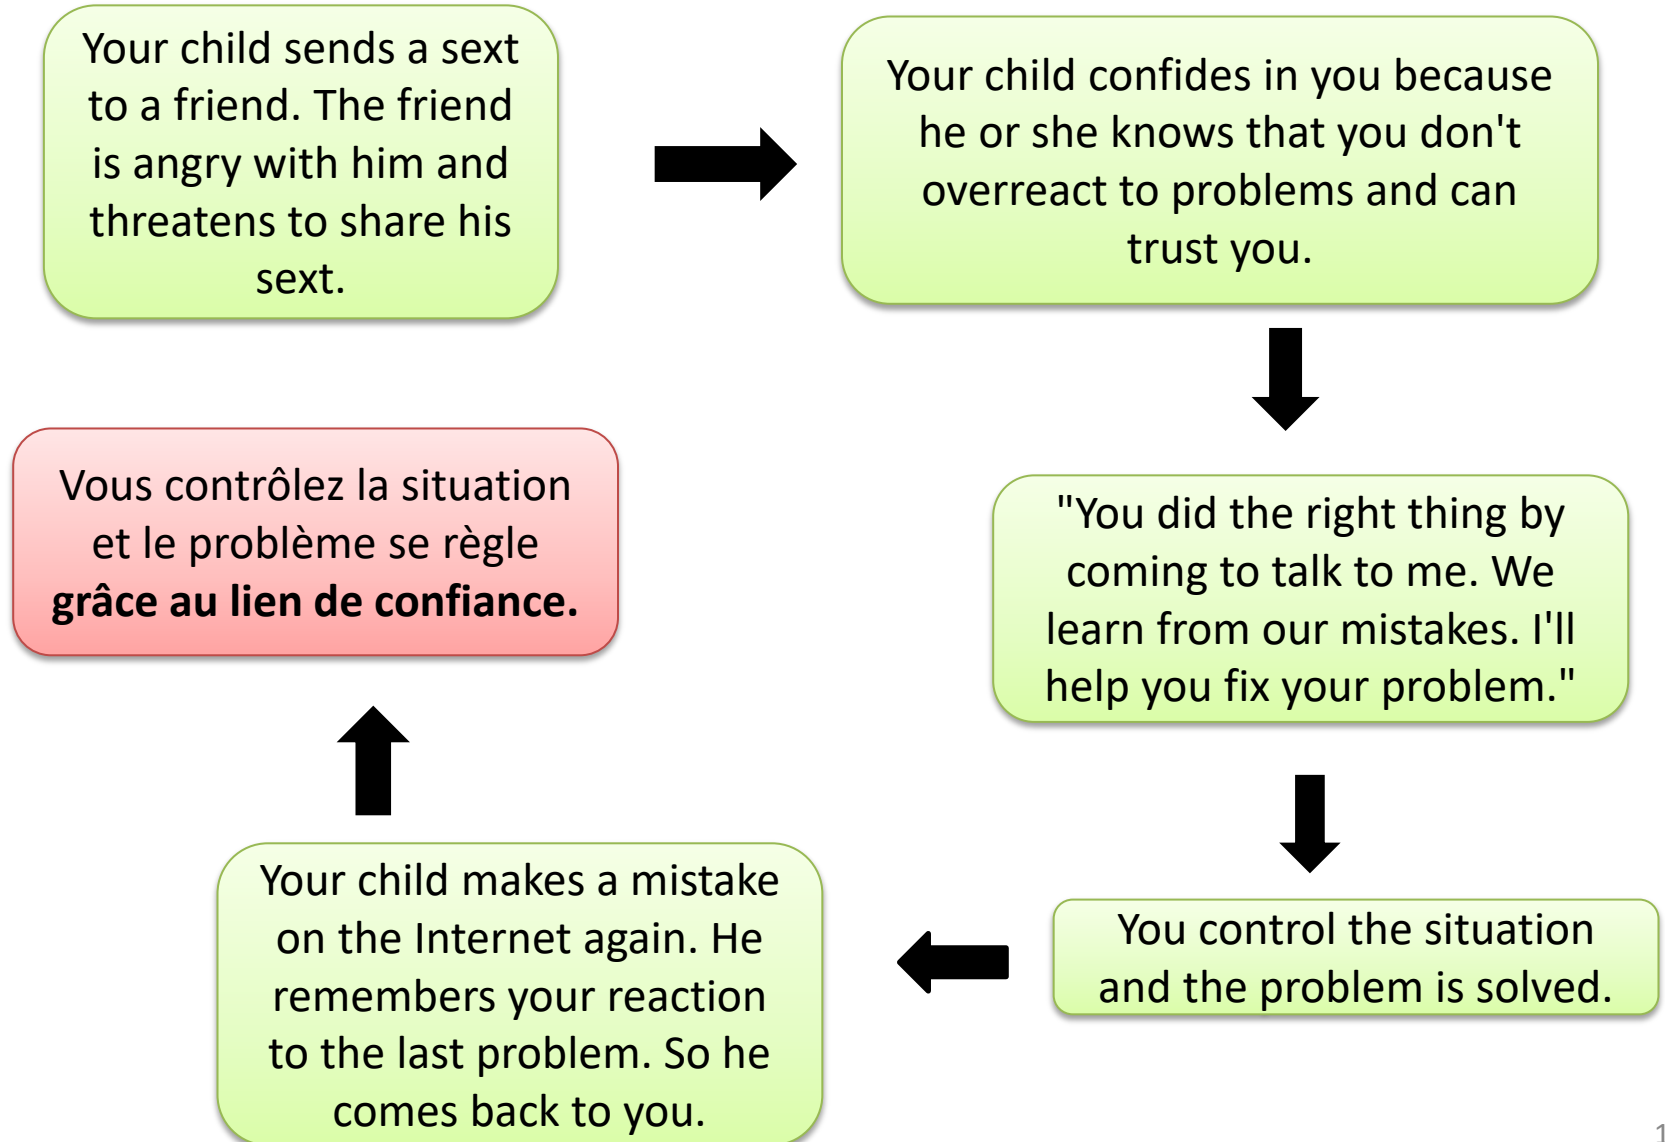 Your child sends a sext
to a friend. The friend
is angry with him and
threatens to share his
sext.
Your child confides in you because
he or she knows that you don't
overreact to problems and can
trust you.
"You did the right thing by
coming to talk to me. We
learn from our mistakes. I'll
help you fix your problem."
You control the situation
and the problem is solved.
Your child makes a mistake
on the Internet again. He
remembers your reaction
to the last problem. So he
comes back to you.
Vous contrôlez la situation
et le problème se règle
grâce au lien de confiance.
1